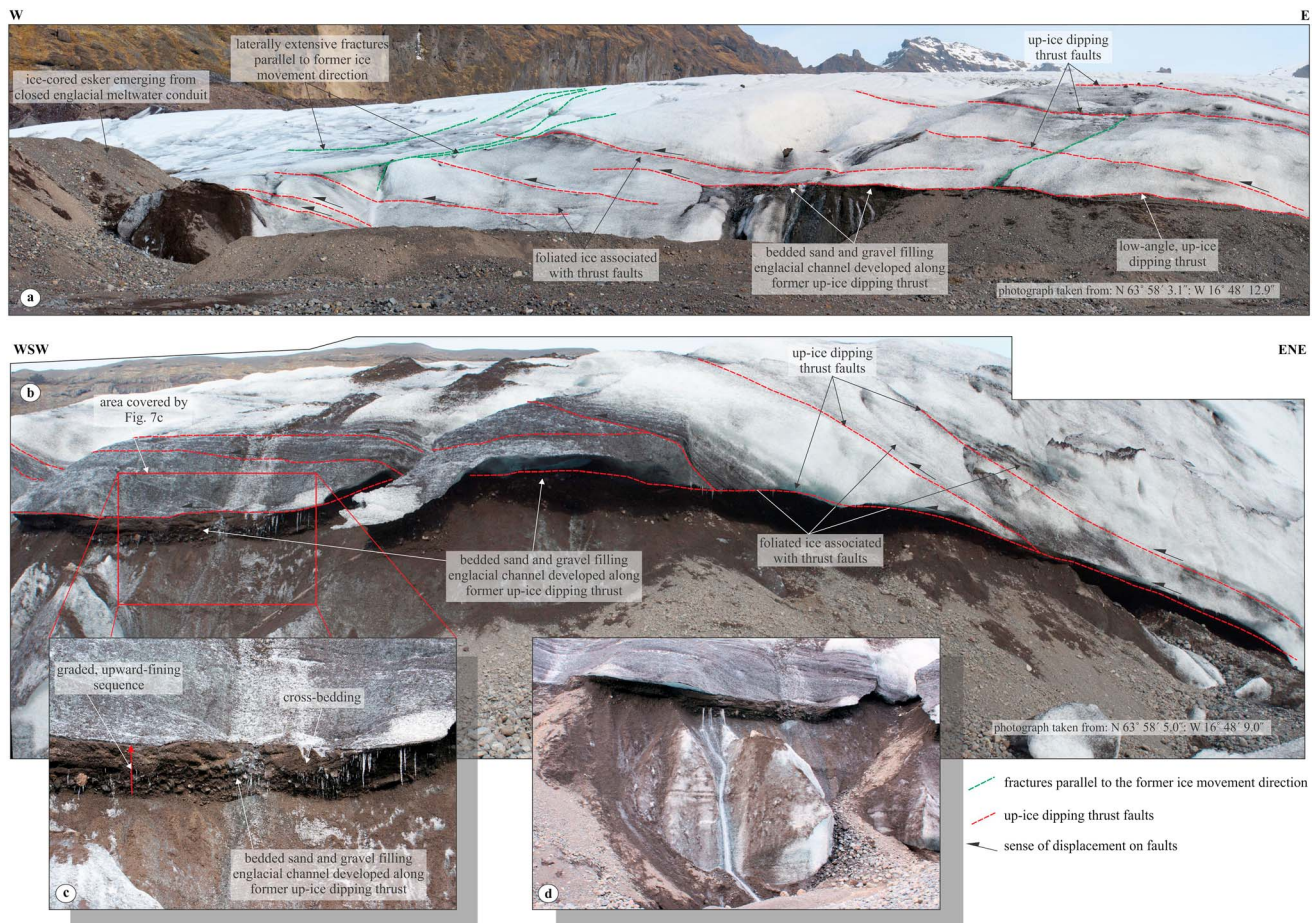 W
E
laterally extensive fractures
parallel to former ice
movement direction
up-ice dipping
thrust faults
ice-cored esker emerging from
closed englacial meltwater conduit
foliated ice associated
with thrust faults
bedded sand and gravel filling
englacial channel developed along
former up-ice dipping thrust
low-angle, up-ice
dipping thrust
photograph taken from: N 63° 58´ 3.1˝; W 16° 48´ 12.9˝
a
WSW
ENE
b
area covered by
Fig. 7c
up-ice dipping
thrust faults
bedded sand and gravel filling
englacial channel developed along
former up-ice dipping thrust
foliated ice associated
with thrust faults
graded, upward-fining
sequence
cross-bedding
bedded sand and gravel filling
englacial channel developed along
former up-ice dipping thrust
c
d
photograph taken from: N 63° 58´ 5.0˝; W 16° 48´ 9.0˝
fractures parallel to the former ice movement direction
up-ice dipping thrust faults
sense of displacement on faults